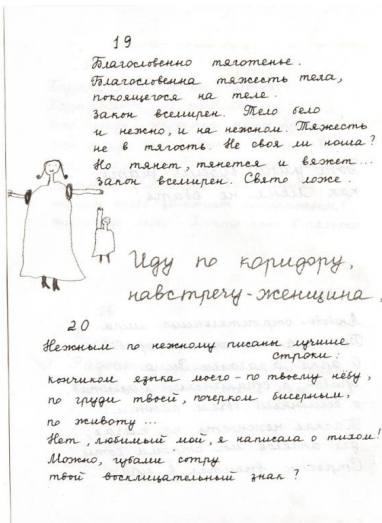 19
Благословенно тяготенье.
Благословенна тяжесть тела,
покоящегося на теле.
Закон всемирен. Тело бело
и нежно, и на нежном. Тяжесть
не в тягость. Не своя ли ноша?
Но тянет, тянется и вяжет...
Закон всемирен. Свято ложе.
Иду по коридору,
навстречу - женщина,
20
Нежным по нежному писаны лучшие
строки:
кончиком языка моего - по твоему нёбу,
по груди твоей, почерком бисерным,
по животу...
Нет, любимый мой, я написала о тихом!
Можно, губами сотру
твой восклицательный знак?